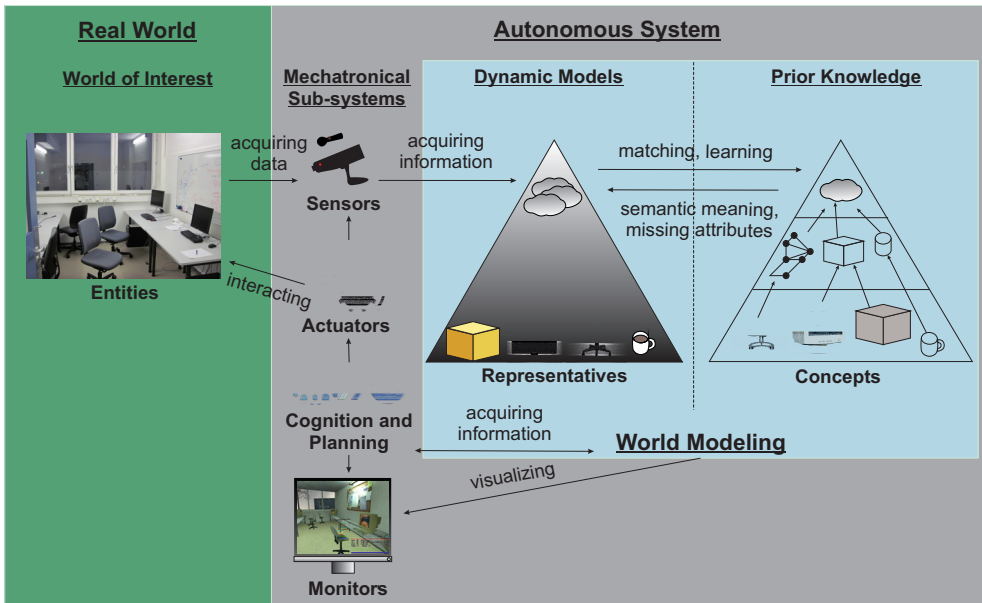 Real World
Autonomous System
World of Interest
Mechatronical
Sub-systems
Dynamic Models
Prior Knowledge
acquiring
data
acquiring
information
matching, learning
Sensors
semantic meaning,
missing attributes
interacting
Entities
Actuators
Representatives
Concepts
Cognition and
Planning
acquiring
information
World Modeling
visualizing
Monitors